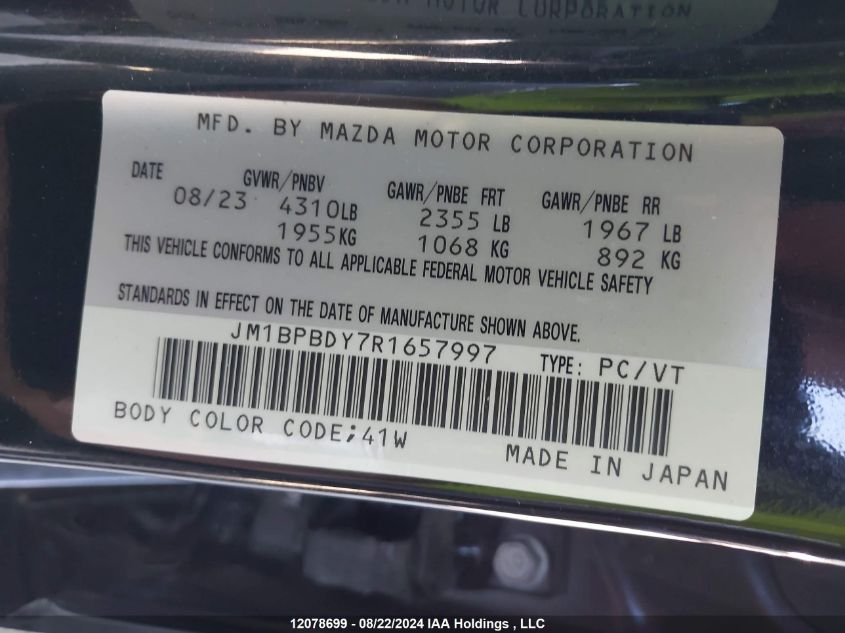 MOTOR CORPORATION
MFD. BY MAZDA MOTOR CORPORATION
DATE GVWR/PNBV GAWR/PNBE FRT GAWR/PNBE RR
08/23 4310LB 2355 LB 1967 LB
1955KG 1068 KG 892 KG
THIS VEHICLE CONFORMS TO ALL APPLICABLE FEDERAL MOTOR VEHICLE SAFETY
STANDARDS IN EFFECT ON THE DATE OF MANUFACTURE SHOWN ABOVE.
JM1BPBDY7R1657997 TYPE: PC/VT
BODY COLOR CODE;41W
MADE IN JAPAN
12078699 - 08/22/2024 IAA Holdings , LLC